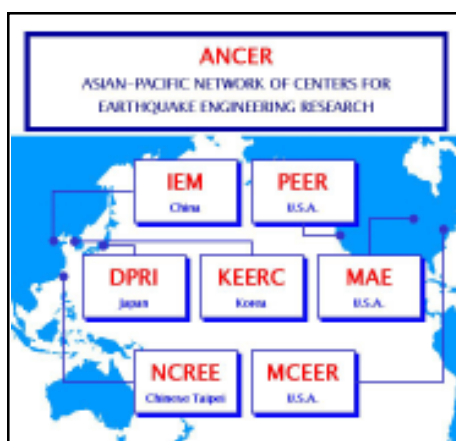 ANCER
ASIAN-PACIFIC NETWORK OF CENTERS FOR
EARTHQUAKE ENGINEERING RESEARCH
IEM
China
PEER
U.S.A.
DPRI
Japan
KEERC
Korea
MAE
U.S.A.
NCREE
Chinese Taipei
MCEER
U.S.A.